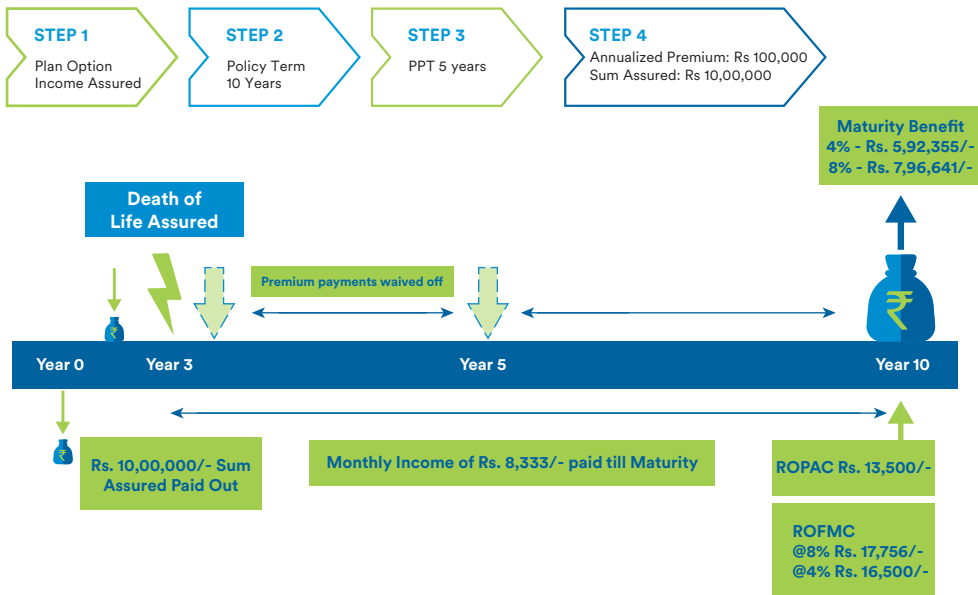 STEP 1
Plan Option
Income Assured
STEP 2
Policy Term
10 Years
STEP 3
PPT 5 years
STEP 4
Annualized Premium: Rs 100,000
Sum Assured: Rs 10,00,000
Maturity Benefit
4% - Rs. 5,92,355/-
8% - Rs. 7,96,641/-
Death of
Life Assured
Premium payments waived off
₹
₹
Year 0
Year 3
Year 5
Year 10
₹
Rs. 10,00,000/- Sum
Assured Paid Out
Monthly Income of Rs. 8,333/- paid till Maturity
ROPAC Rs. 13,500/-
ROFMC
@8% Rs. 17,756/-
@4% Rs. 16,500/-